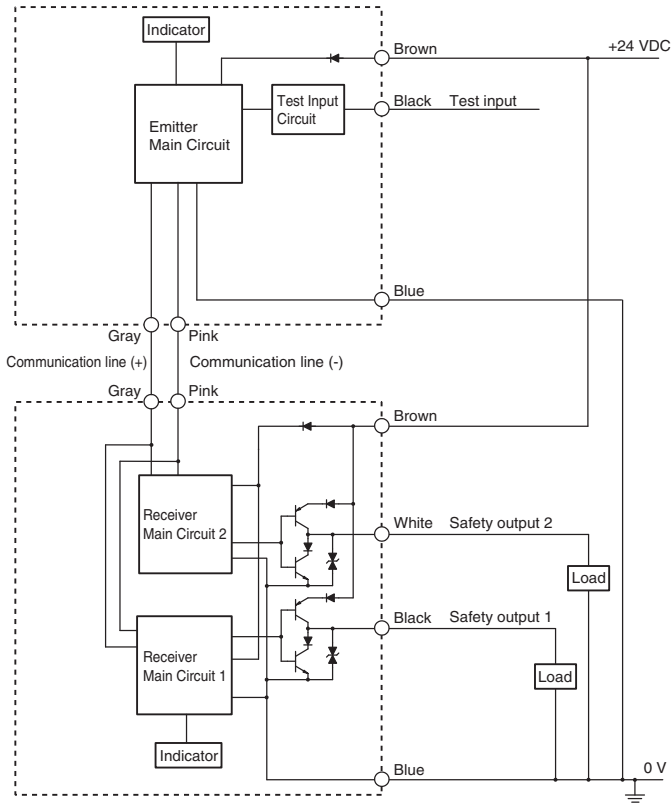 Indicator
Brown
+24 VDC
Emitter
Main Circuit
Test Input
Circuit
Black Test input
Blue
Gray
Pink
Communication line (+)
Communication line (-)
Gray
Pink
Brown
Receiver
Main Circuit 2
White Safety output 2
Load
Black Safety output 1
Receiver
Main Circuit 1
Load
Indicator
Blue
0 V